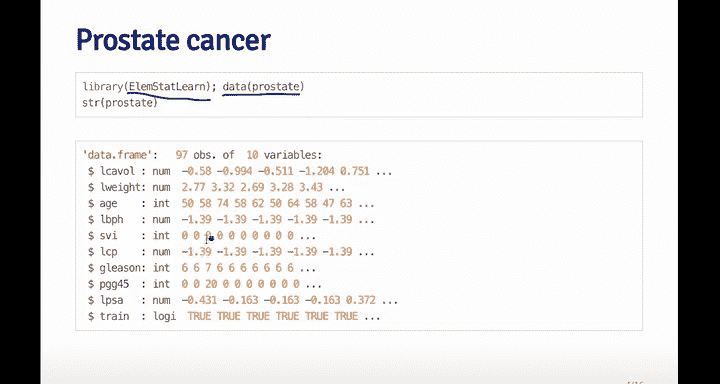 Prostate cancer
library(ElemStatLearn); data(prostate)
str(prostate)
'data.frame': 97 obs. of 10 variables:
$ lcavol : num -0.58 -0.994 -0.511 -1.204 0.751 ...
$ lweight: num 2.77 3.32 2.69 3.28 3.43 ...
$ age : int 50 58 74 58 62 50 64 58 47 63 ...
$ lbph : num -1.39 -1.39 -1.39 -1.39 -1.39 ...
$ svi : int 0 0 0 0 0 0 0 0 0 0 ...
$ lcp : num -1.39 -1.39 -1.39 -1.39 -1.39 ...
$ gleason: int 6 6 7 6 6 6 6 6 6 6 ...
$ pgg45 : int 0 0 20 0 0 0 0 0 0 0 ...
$ lpsa : num -0.431 -0.163 -0.163 -0.163 0.372 ...
$ train : logi TRUE TRUE TRUE TRUE TRUE TRUE ...